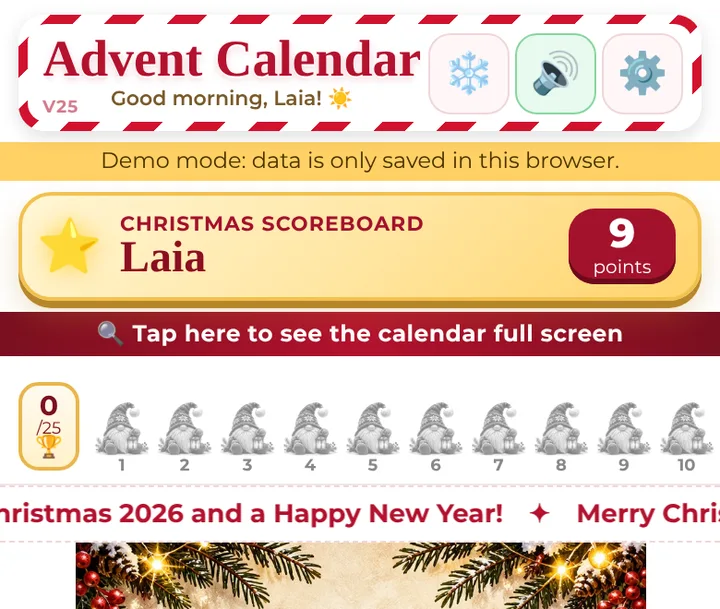 Advent Calendar
V25
Good morning, Laia!
Demo mode: data is only saved in this browser.
CHRISTMAS SCOREBOARD
Laia
9
points
Tap here to see the calendar full screen
0
/25
1 2 3 4 5 6 7 8 9 10
hristmas 2026 and a Happy New Year! ✦ Merry Chris